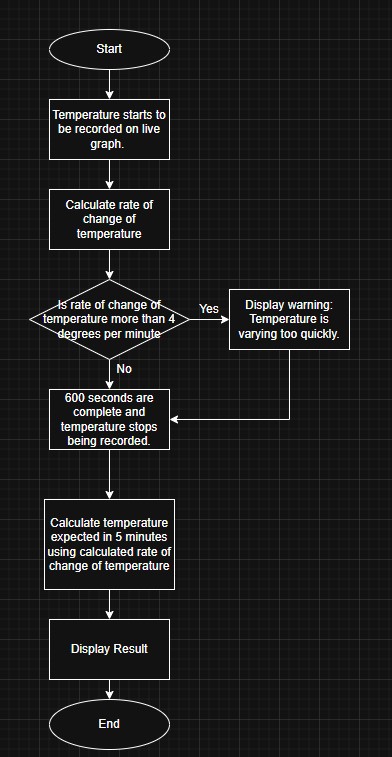 Start
Temperature starts to
be recorded on live
graph.
Calculate rate of
change of
temperature
Is rate of change of
temperature more than 4
degrees per minute
Yes
Display warning:
Temperature is
varying too quickly.
No
600 seconds are
complete and
temperature stops
being recorded.
Calculate temperature
expected in 5 minutes
using calculated rate of
change of temperature
Display Result
End